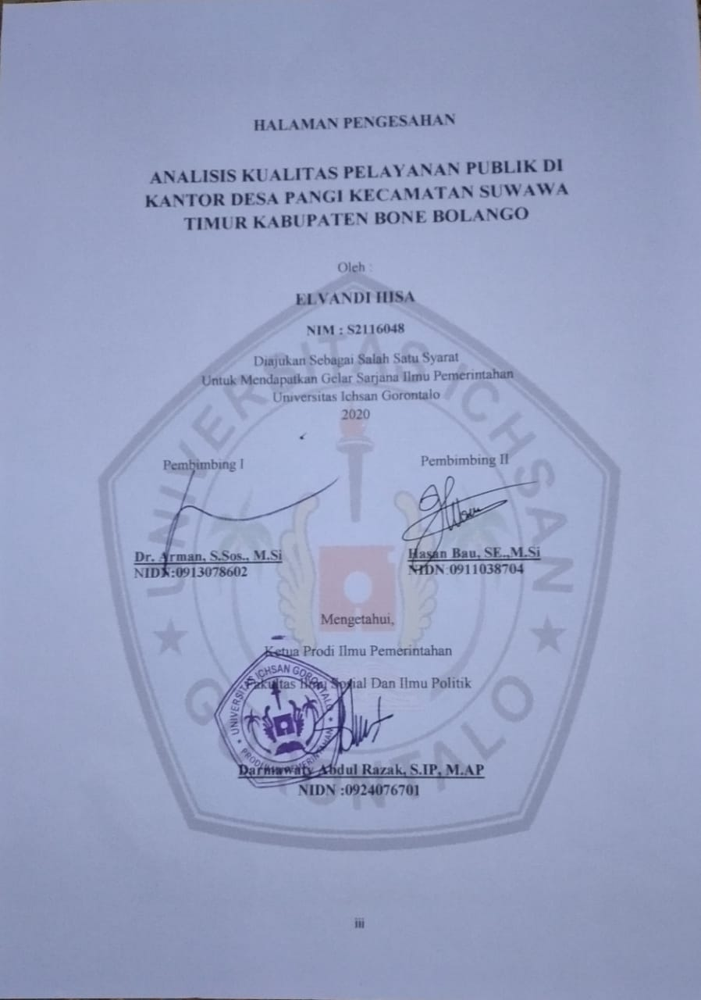 HALAMAN PENGESAHAN
ANALISIS KUALITAS PELAYANAN PUBLIK DI
KANTOR DESA PANGI KECAMATAN SUWAWA
TIMUR KABUPATEN BONE BOLANGO
Oleh :
ELVANDI HISA
NIM : S2116048
Diajukan Sebagai Salah Satu Syarat
Untuk Mendapatkan Gelar Sarjana Ilmu Pemerintahan
Universitas Ichsan Gorontalo
2020
Pembimbing I
Pembimbing II
Dr. Arman, S.Sos., M.Si
NIDN:0913078602
Hasan Bau, SE.,M.Si
NIDN:0911038704
Mengetahui,
Ketua Prodi Ilmu Pemerintahan
Fakultas Ilmu Sosial Dan Ilmu Politik
Darmawaty Abdul Razak, S.IP, M.AP
NIDN :0924076701
UNIVERSITAS ICHSAN GORONTALO
PRODI PEMERINTAHAN
UNIVERSITAS ICHSAN
GORONTALO
iii